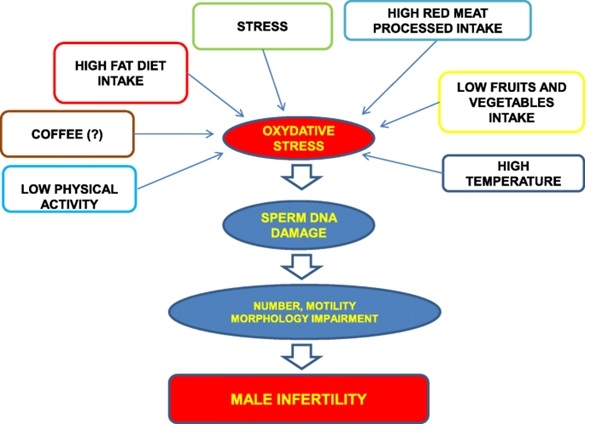 STRESS
HIGH RED MEAT
PROCESSED INTAKE
HIGH FAT DIET
INTAKE
LOW FRUITS AND
VEGETABLES
INTAKE
COFFEE (?)
OXYDATIVE
STRESS
LOW PHYSICAL
ACTIVITY
HIGH
TEMPERATURE
SPERM DNA
DAMAGE
NUMBER, MOTILITY
MORPHOLOGY IMPAIRMENT
MALE INFERTILITY